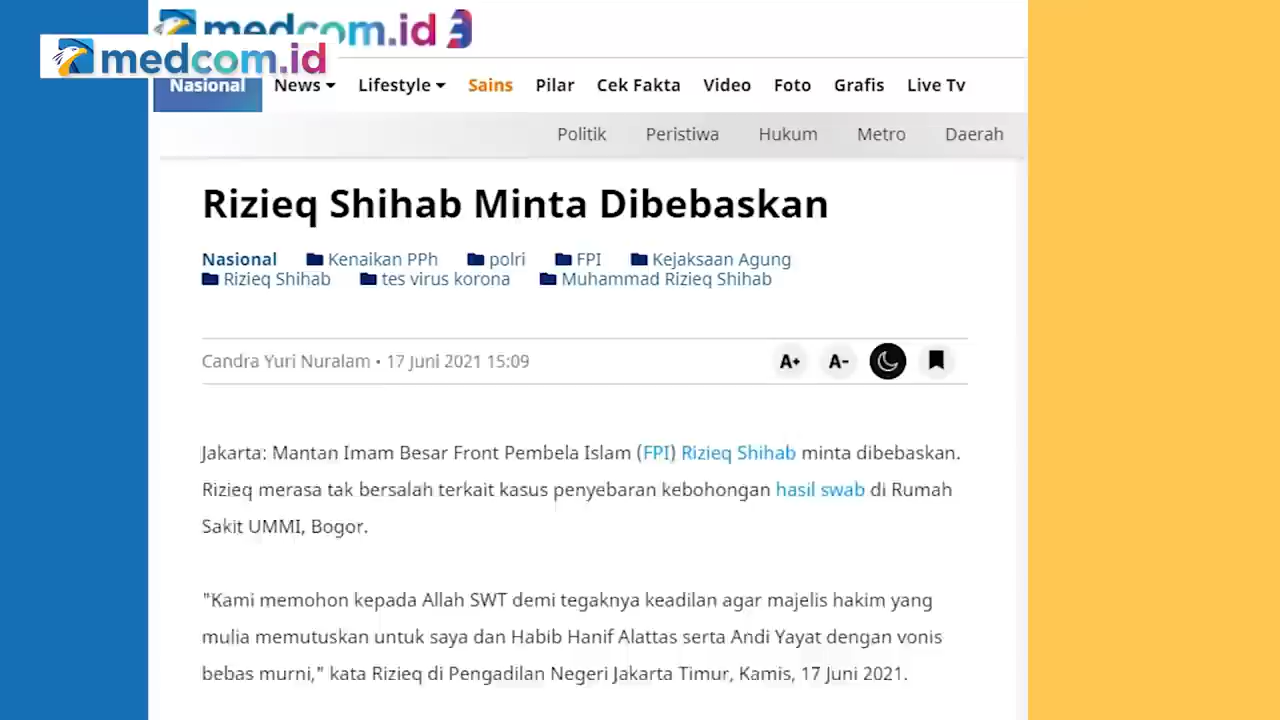 medcom.id 3
medcom.id
Nasional News Lifestyle Sains Pilar Cek Fakta Video Foto Grafis Live Tv
Politik Peristiwa Hukum Metro Daerah
Rizieq Shihab Minta Dibebaskan
Nasional Kenaikan PPh polri FPI Kejaksaan Agung
Rizieq Shihab tes virus korona Muhammad Rizieq Shihab
Candra Yuri Nuralam • 17 Juni 2021 15:09 A+ A-
Jakarta: Mantan Imam Besar Front Pembela Islam (FPI) Rizieq Shihab minta dibebaskan.
Rizieq merasa tak bersalah terkait kasus penyebaran kebohongan hasil swab di Rumah
Sakit UMMI, Bogor.
"Kami memohon kepada Allah SWT demi tegaknya keadilan agar majelis hakim yang
mulia memutuskan untuk saya dan Habib Hanif Alattas serta Andi Yayat dengan vonis
bebas murni," kata Rizieq di Pengadilan Negeri Jakarta Timur, Kamis, 17 Juni 2021.